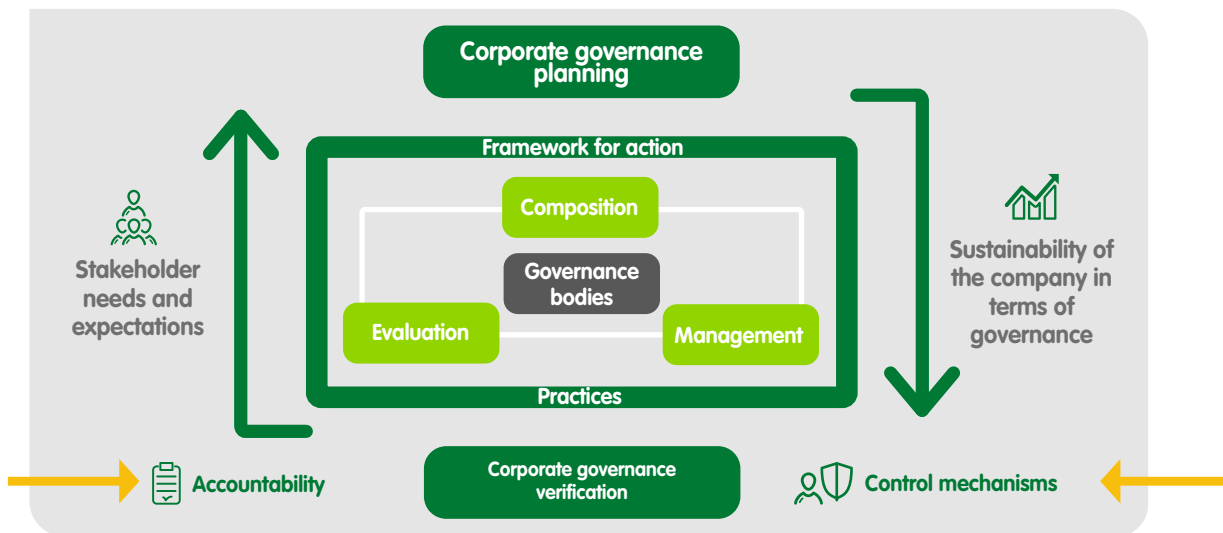 Corporate governance
planning
Framework for action
Composition
Governance
bodies
Evaluation
Management
Practices
Stakeholder
needs and
expectations
Sustainability of
the company in
terms of
governance
Accountability
Corporate governance
verification
Control mechanisms